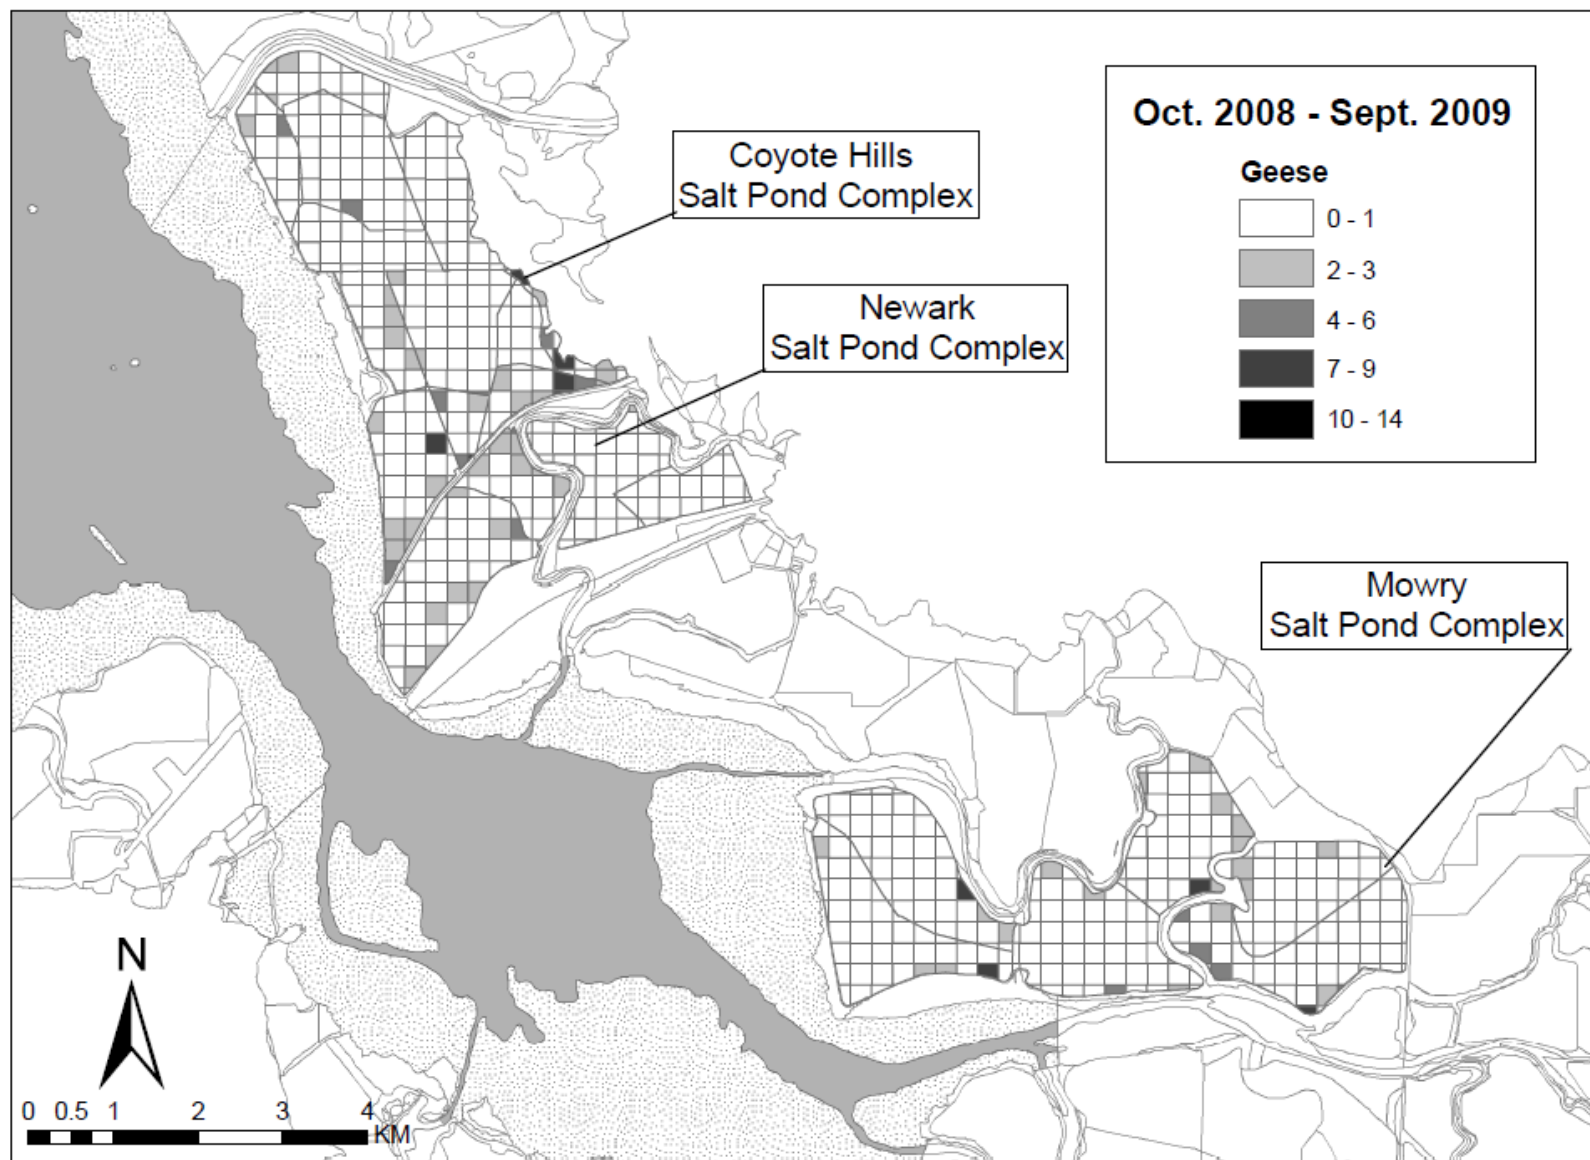 Oct. 2008 - Sept. 2009
Geese
0 - 1
2 - 3
4 - 6
7 - 9
10 - 14
Coyote Hills
Salt Pond Complex
Newark
Salt Pond Complex
Mowry
Salt Pond Complex
N
0 0.5 1 2 3 4
KM